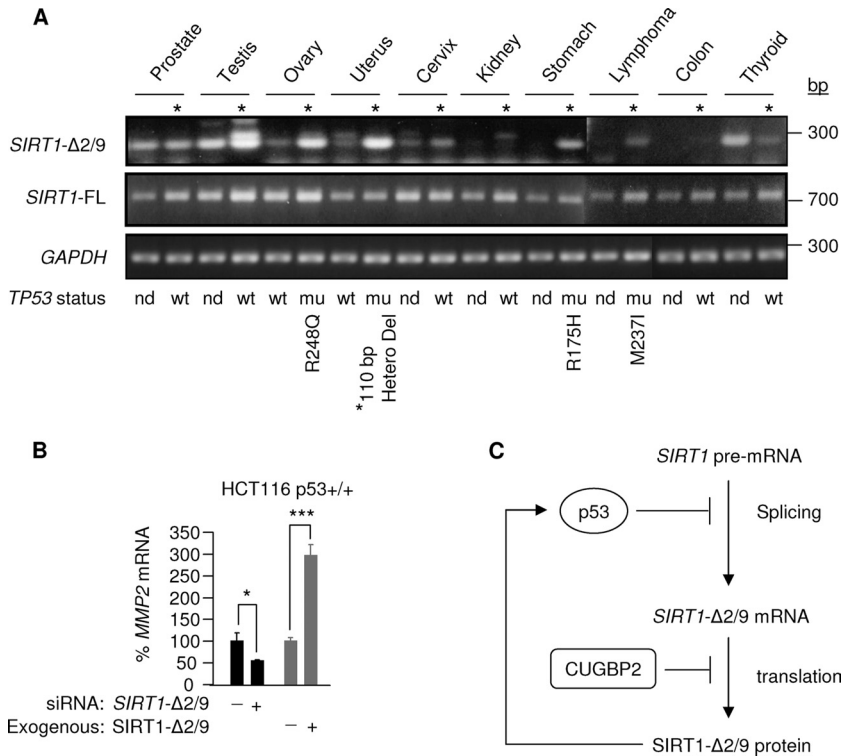 A
Prostate Testis Ovary Uterus Cervix Kidney Stomach Lymphoma Colon Thyroid
bp
* * * * * * * * * *
SIRT1-Δ2/9 300
SIRT1-FL 700
GAPDH 300
TP53 status nd wt nd wt wt mu wt mu nd wt nd wt nd mu nd mu nd wt nd wt
R248Q
*110 bp
Hetero Del
R175H
M237I
B
HCT116 p53+/+
% MMP2 mRNA
350
300
250
200
150
100
50
0
* ***
siRNA: SIRT1-Δ2/9 – +
Exogenous: SIRT1-Δ2/9 – +
C
SIRT1 pre-mRNA
p53 Splicing
SIRT1-Δ2/9 mRNA
CUGBP2 translation
SIRT1-Δ2/9 protein